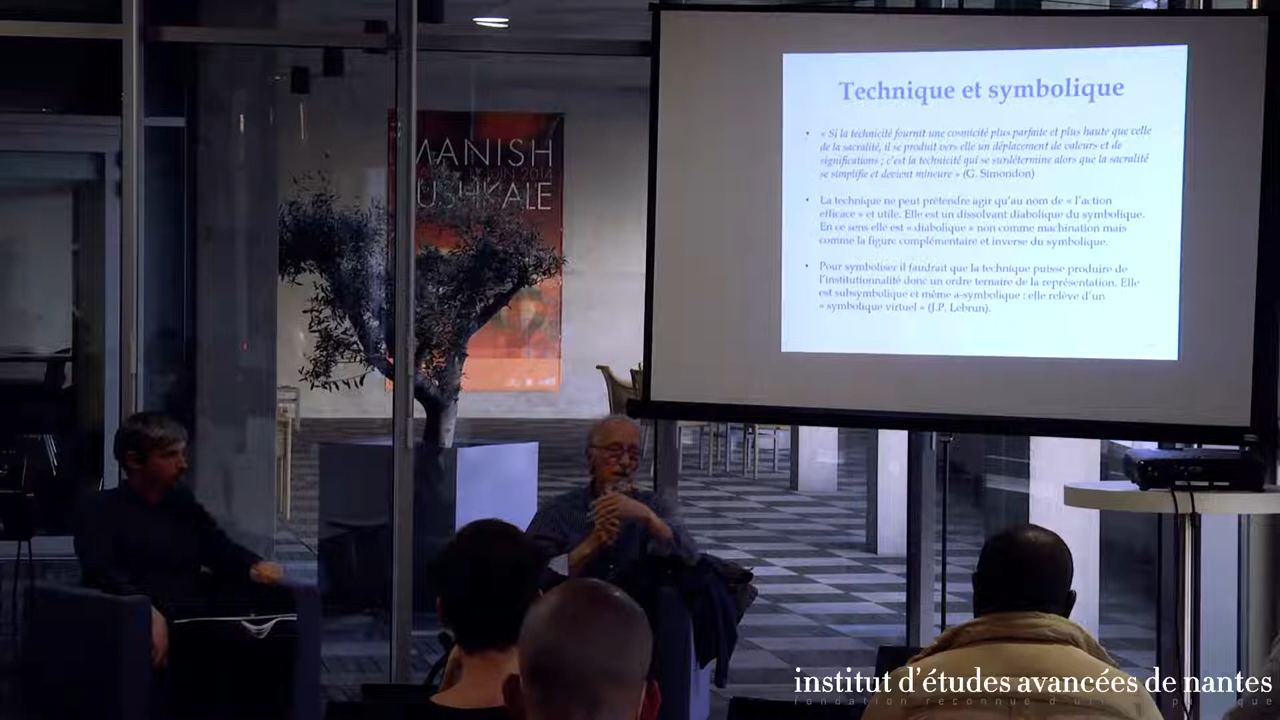 MANISH
JUIN 2014
USHKALE
Technique et symbolique
• « Si la technicité fournit une cosmicité plus parfaite et plus haute que celle
de la sacralité, il se produit vers elle un déplacement de valeurs et de
significations ; c'est la technicité qui se surdétermine alors que la sacralité
se simplifie et devient mineure » (G. Simondon)
• La technique ne peut prétendre agir qu'au nom de « l'action
efficace » et utile. Elle est un dissolvant diabolique du symbolique.
En ce sens elle est « diabolique » non comme machination mais
comme la figure complémentaire et inverse du symbolique.
• Pour symboliser il faudrait que la technique puisse produire de
l'institutionnalité donc un ordre ternaire de la représentation. Elle
est subsymbolique et même a-symbolique : elle relève d'un
« symbolique virtuel » (J.P. Lebrun).
institut d'études avancées de nantes
fondation reconnue d'u